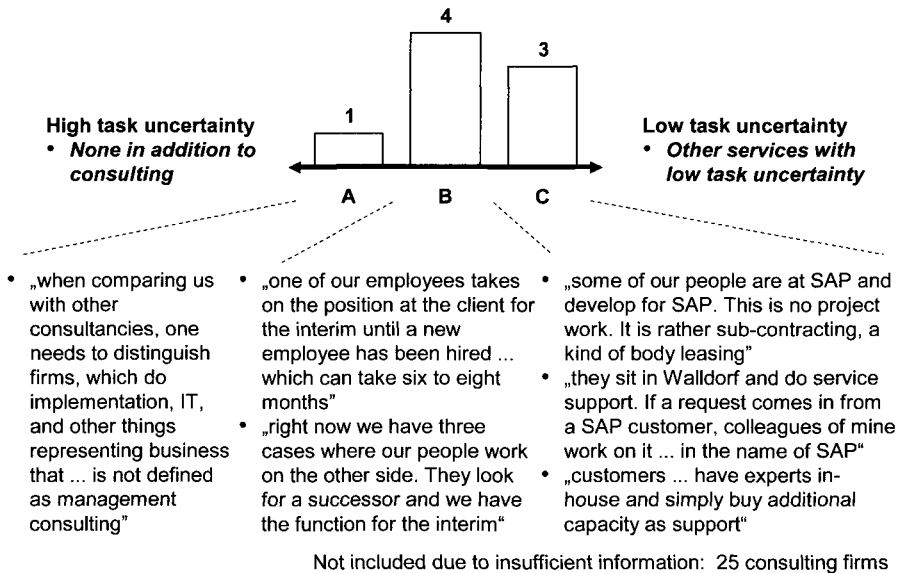 4
3
1
High task uncertainty
• None in addition to
consulting
Low task uncertainty
• Other services with
low task uncertainty
A
B
C
• „when comparing us
with other
consultancies, one
needs to distinguish
firms, which do
implementation, IT,
and other things
representing business
that ... is not defined
as management
consulting”
• „one of our employees takes
on the position at the client for
the interim until a new
employee has been hired ...
which can take six to eight
months”
• „right now we have three
cases where our people work
on the other side. They look
for a successor and we have
the function for the interim“
• „some of our people are at SAP and
develop for SAP. This is no project
work. It is rather sub-contracting, a
kind of body leasing”
• „they sit in Walldorf and do service
support. If a request comes in from
a SAP customer, colleagues of mine
work on it ... in the name of SAP“
• „customers ... have experts in-
house and simply buy additional
capacity as support“
Not included due to insufficient information: 25 consulting firms